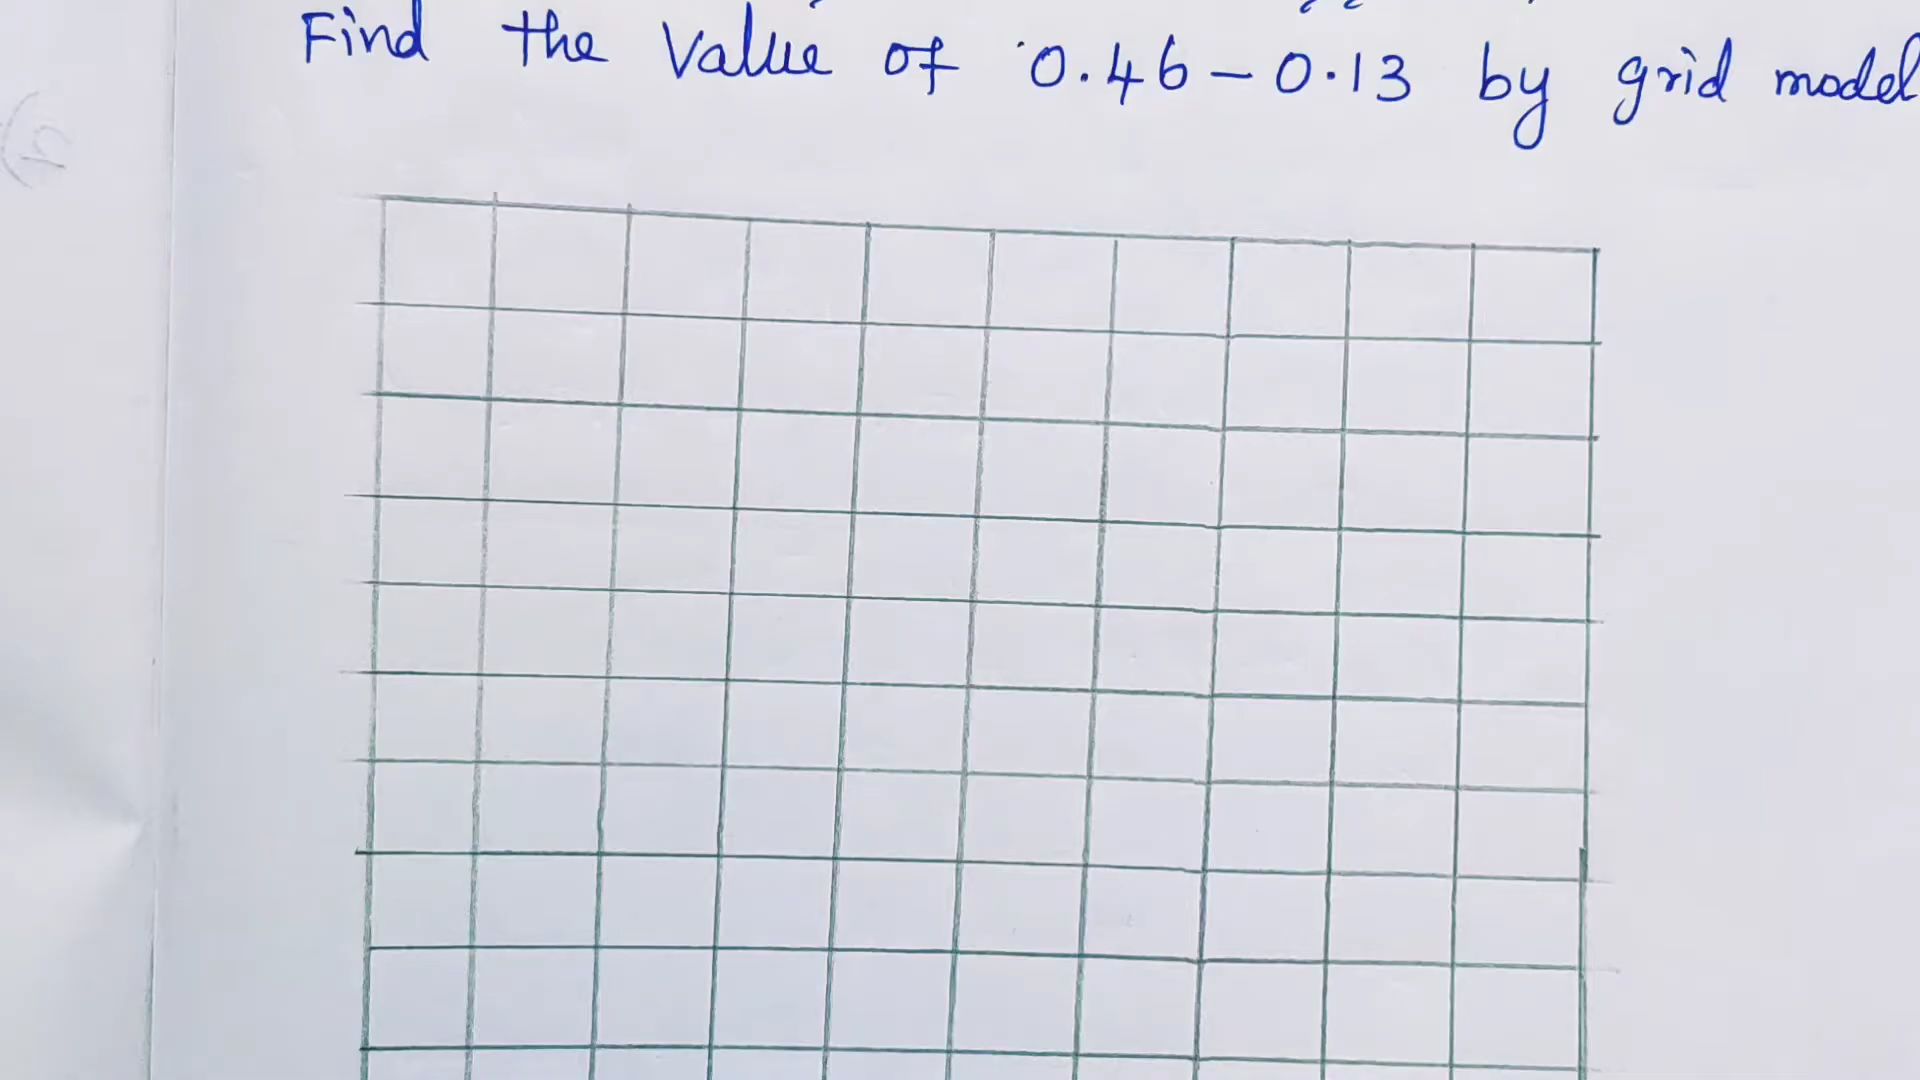 Find the Value of 0.46-0.13 by grid model